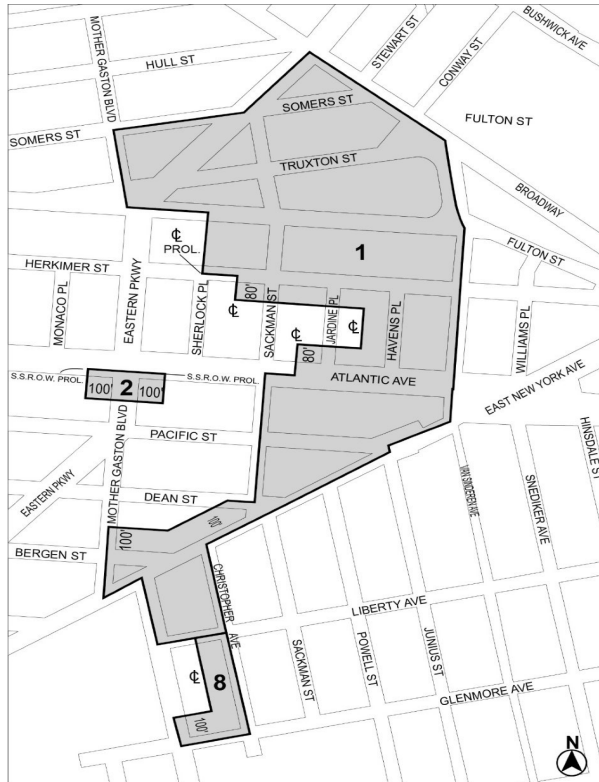 BUSHWICK AVE
STEWART ST
CONWAY ST
MOTHER GASTON BLVD
HULL ST
SOMERS ST
FULTON ST
SOMERS ST
TRUXTON ST
BROADWAY
FULTON ST
℄
PROL.
1
HERKIMER ST
MONACO PL
EASTERN PKWY
SHERLOCK PL
SACKMAN ST
80'
℄
℄
JARDINE PL
℄
HAVENS PL
WILLIAMS PL
80'
ATLANTIC AVE
S.S.R.O.W. PROL.
S.S.R.O.W. PROL.
100'
2
100'
EAST NEW YORK AVE
HINSDALE ST
MOTHER GASTON BLVD
PACIFIC ST
EASTERN PKWY
DEAN ST
VAN SINDEREN AVE
SNEDIKER AVE
100'
100'
BERGEN ST
CHRISTOPHER AVE
LIBERTY AVE
SACKMAN ST
POWELL ST
JUNIUS ST
℄
8
GLENMORE AVE
100'
N